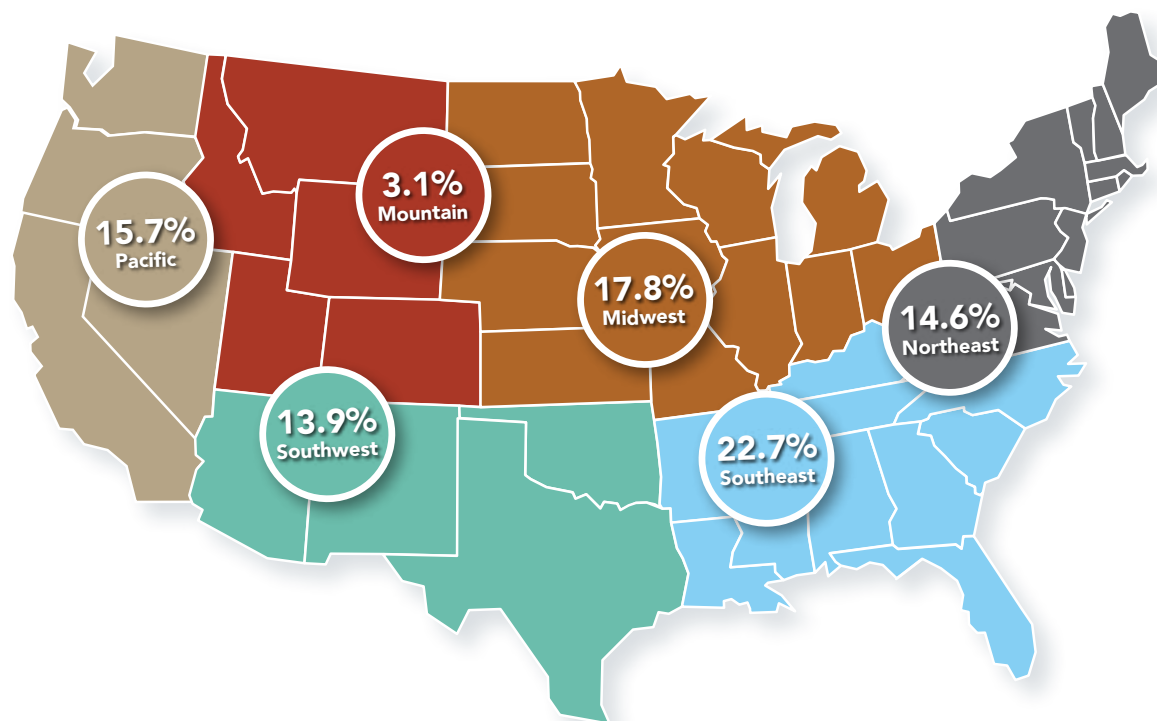 3.1%
Mountain
15.7%
Pacific
17.8%
Midwest
14.6%
Northeast
13.9%
Southwest
22.7%
Southeast